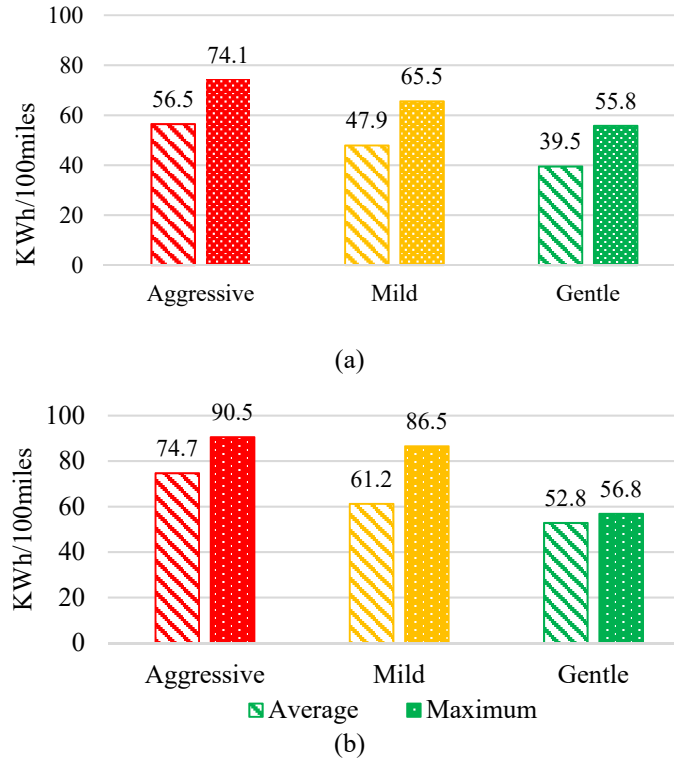 100
80
60
40
20
0
KWh/100miles
56.5
74.1
47.9
65.5
39.5
55.8
Aggressive
Mild
Gentle
(a)
100
80
60
40
20
0
KWh/100miles
74.7
90.5
61.2
86.5
52.8
56.8
Aggressive
Mild
Gentle
Average
Maximum
(b)